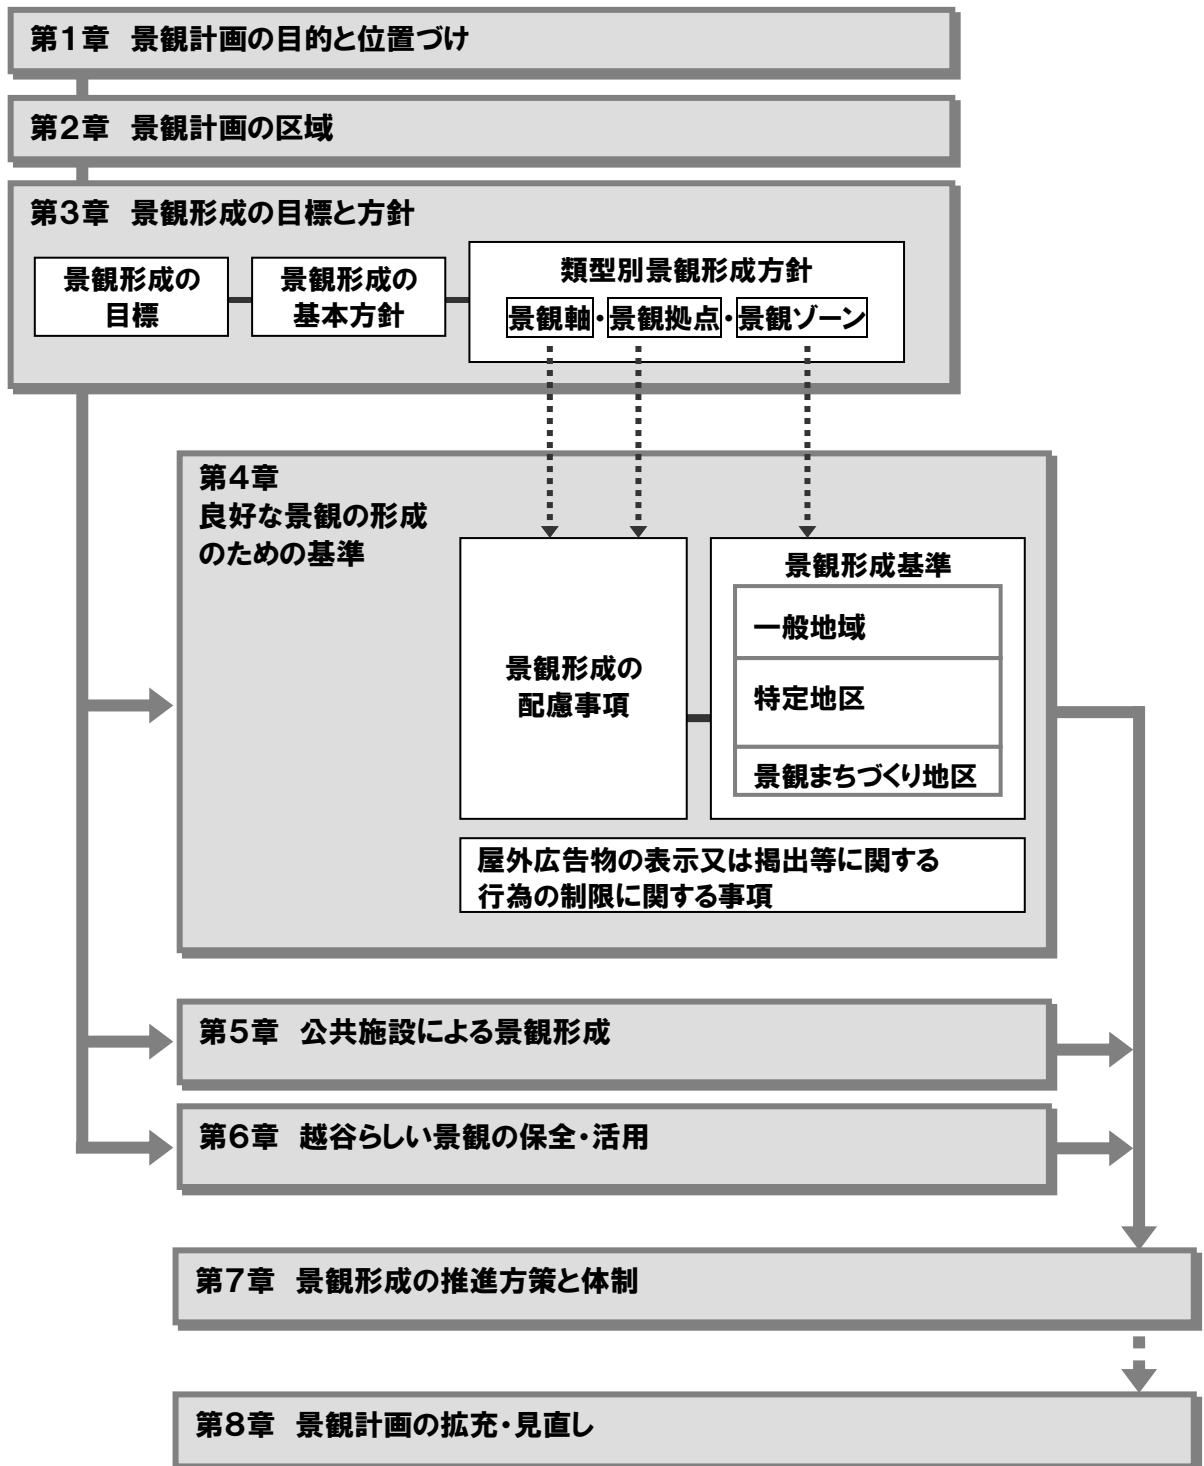 第1章　景観計画の目的と位置づけ
第2章　景観計画の区域
第3章　景観形成の目標と方針
景観形成の
目標
景観形成の
基本方針
類型別景観形成方針
景観軸・景観拠点・景観ゾーン
第4章
良好な景観の形成
のための基準
景観形成の
配慮事項
景観形成基準
一般地域
特定地区
景観まちづくり地区
屋外広告物の表示又は掲出等に関する
行為の制限に関する事項
第5章　公共施設による景観形成
第6章　越谷らしい景観の保全・活用
第7章　景観形成の推進方策と体制
第8章　景観計画の拡充・見直し